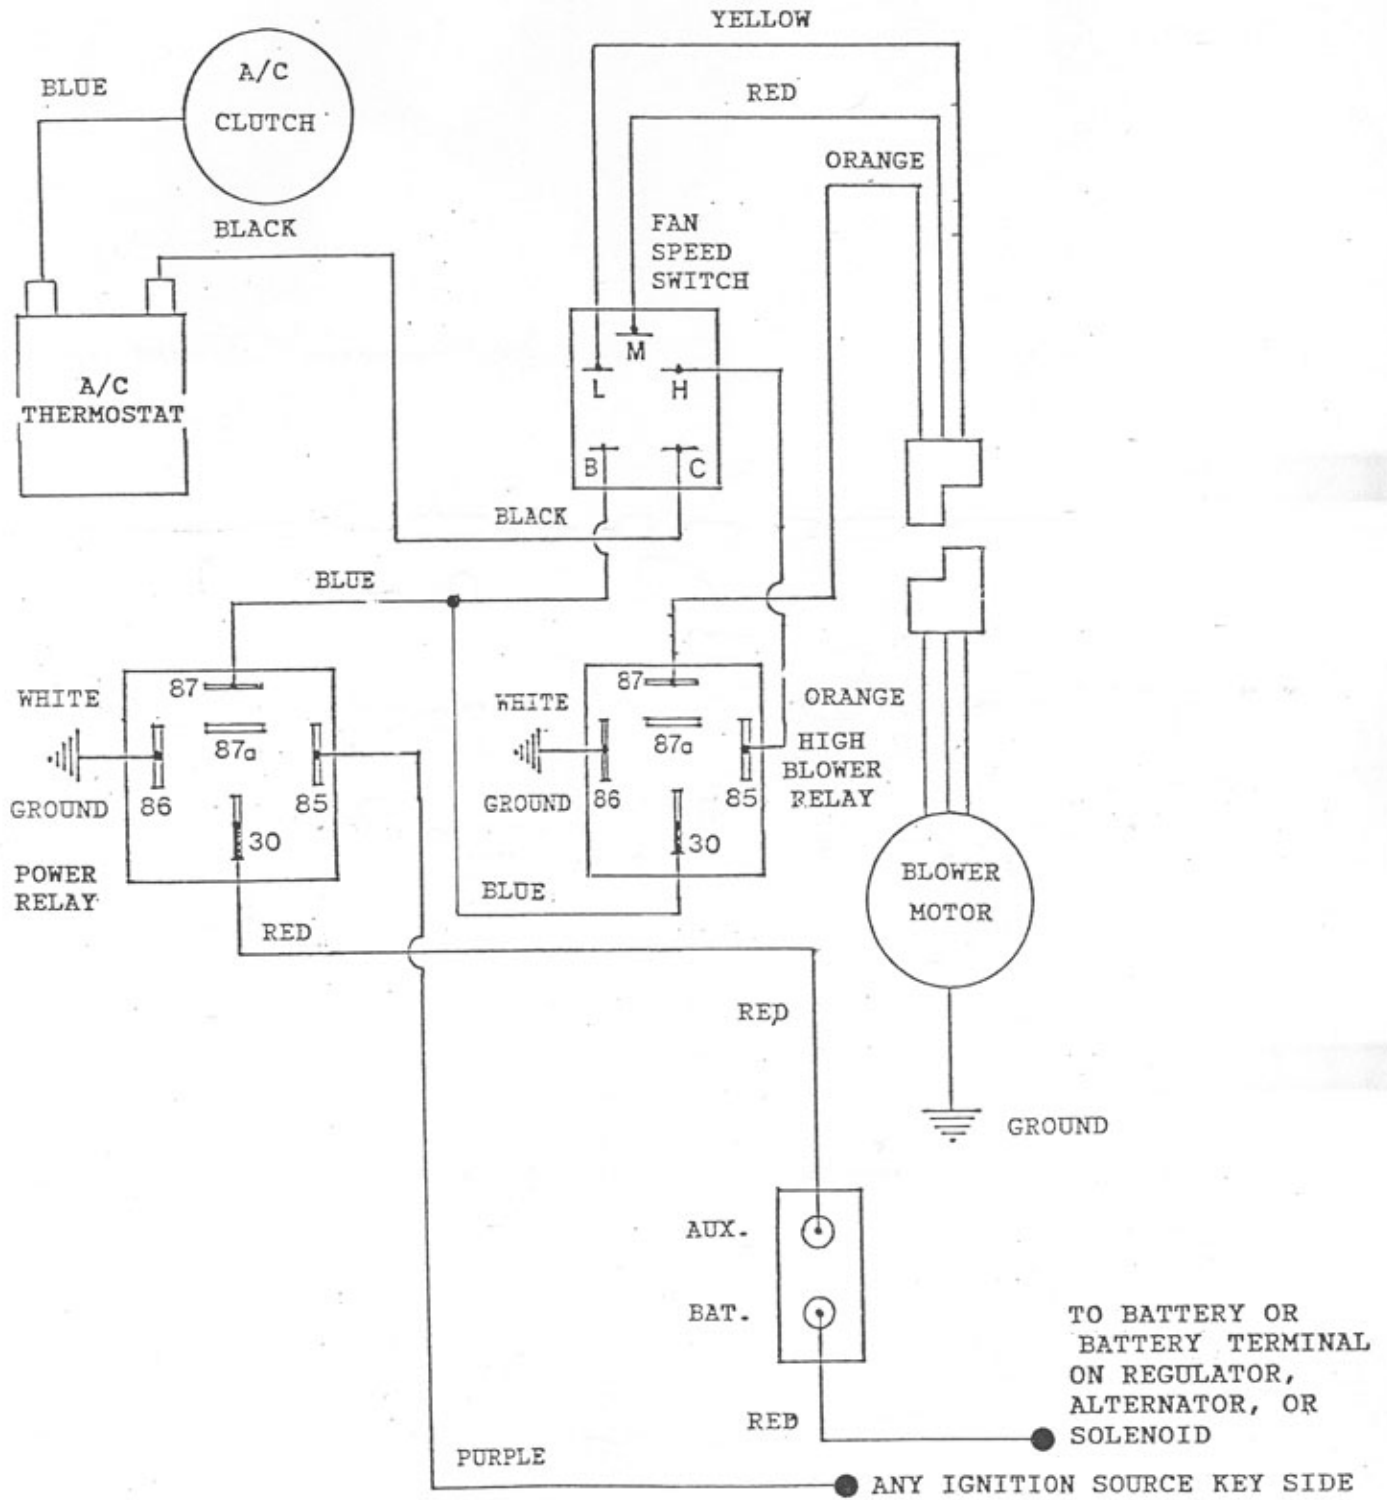 YELLOW
A/C
CLUTCH
BLUE
RED
ORANGE
BLACK
FAN
SPEED
SWITCH
M
L
H
A/C
THERMOSTAT
B
C
BLACK
BLUE
87
87
WHITE
WHITE
ORANGE
87a
87a
HIGH
BLOWER
RELAY
GROUND
86
85
GROUND
86
85
30
30
POWER
RELAY
BLUE
BLOWER
MOTOR
RED
RED
GROUND
AUX.
BAT.
TO BATTERY OR
BATTERY TERMINAL
ON REGULATOR,
ALTERNATOR, OR
SOLENOID
RED
PURPLE
ANY IGNITION SOURCE KEY SIDE